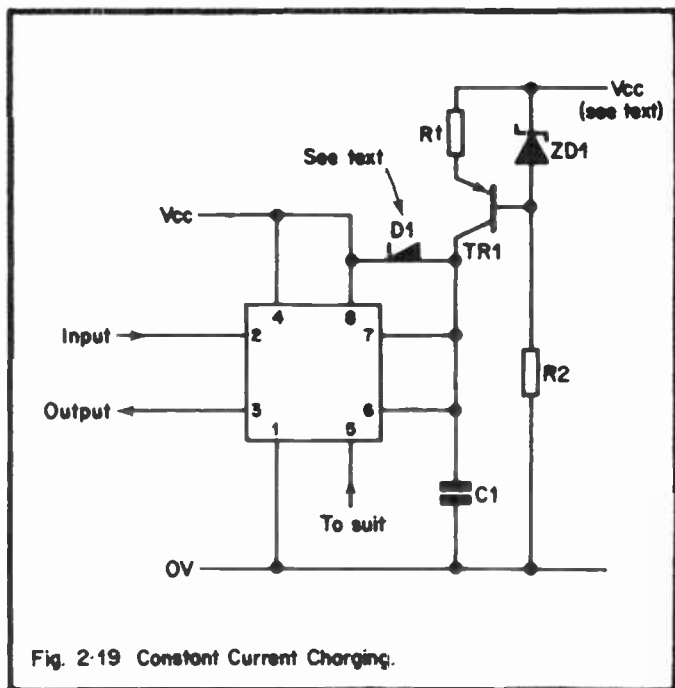 Vcc
(see text)
Rt
ZD1
See text
Vcc
D1
TR1
4
8
Input
2
7
R2
Output
3
6
1
5
C1
To suit
0V
Fig. 2·19 Constant Current Charging.